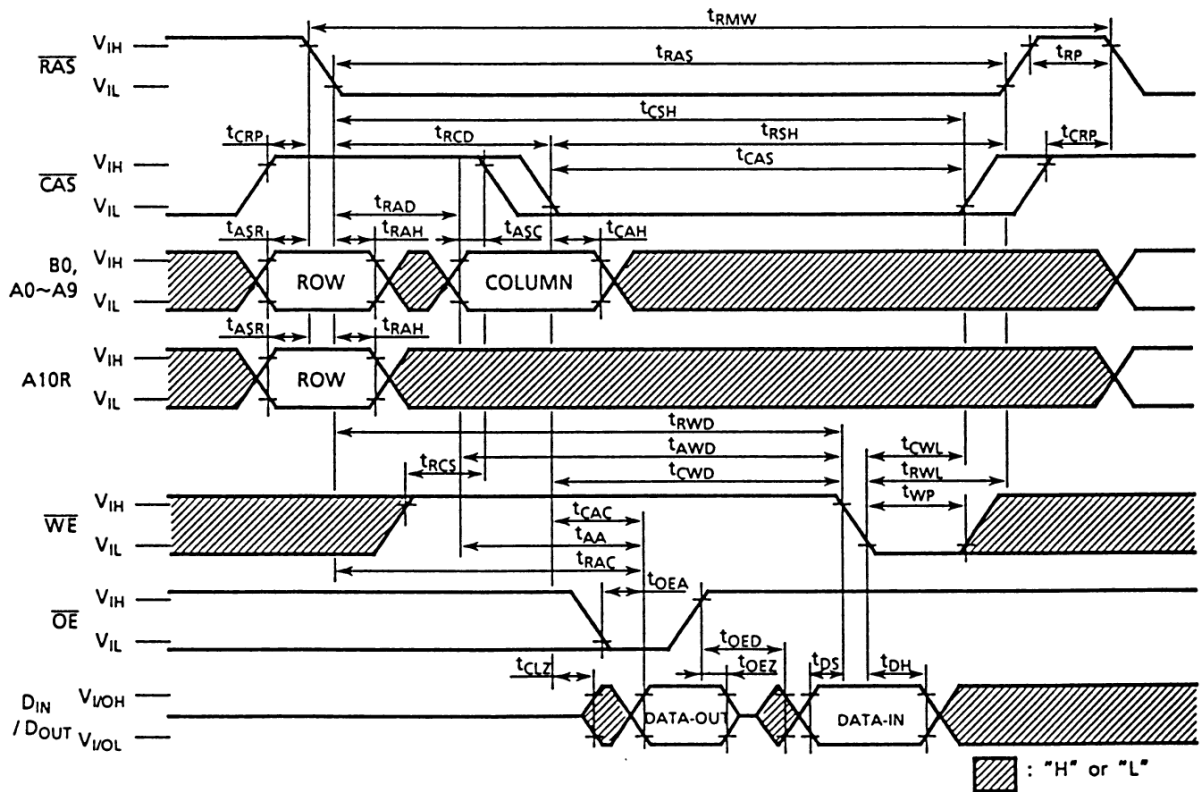 tRMW
RAS
VIH
VIL
tRAS
tRP
tCSH
tCRP
tRCD
tRSH
tCRP
CAS
VIH
VIL
tCAS
tRAD
tASR
tRAH
tASC
tCAH
B0,
A0~A9
VIH
VIL
ROW
COLUMN
tASR
tRAH
A10R
VIH
VIL
ROW
tRWD
tAWD
tCWL
tRCS
tCWD
tRWL
tWP
WE
VIH
VIL
tCAC
tAA
tRAC
tOEA
OE
VIH
VIL
tOED
tCLZ
tOEZ
tDS
tDH
DIN
/ DOUT
VI/OH
VI/OL
DATA-OUT
DATA-IN
: "H" or "L"